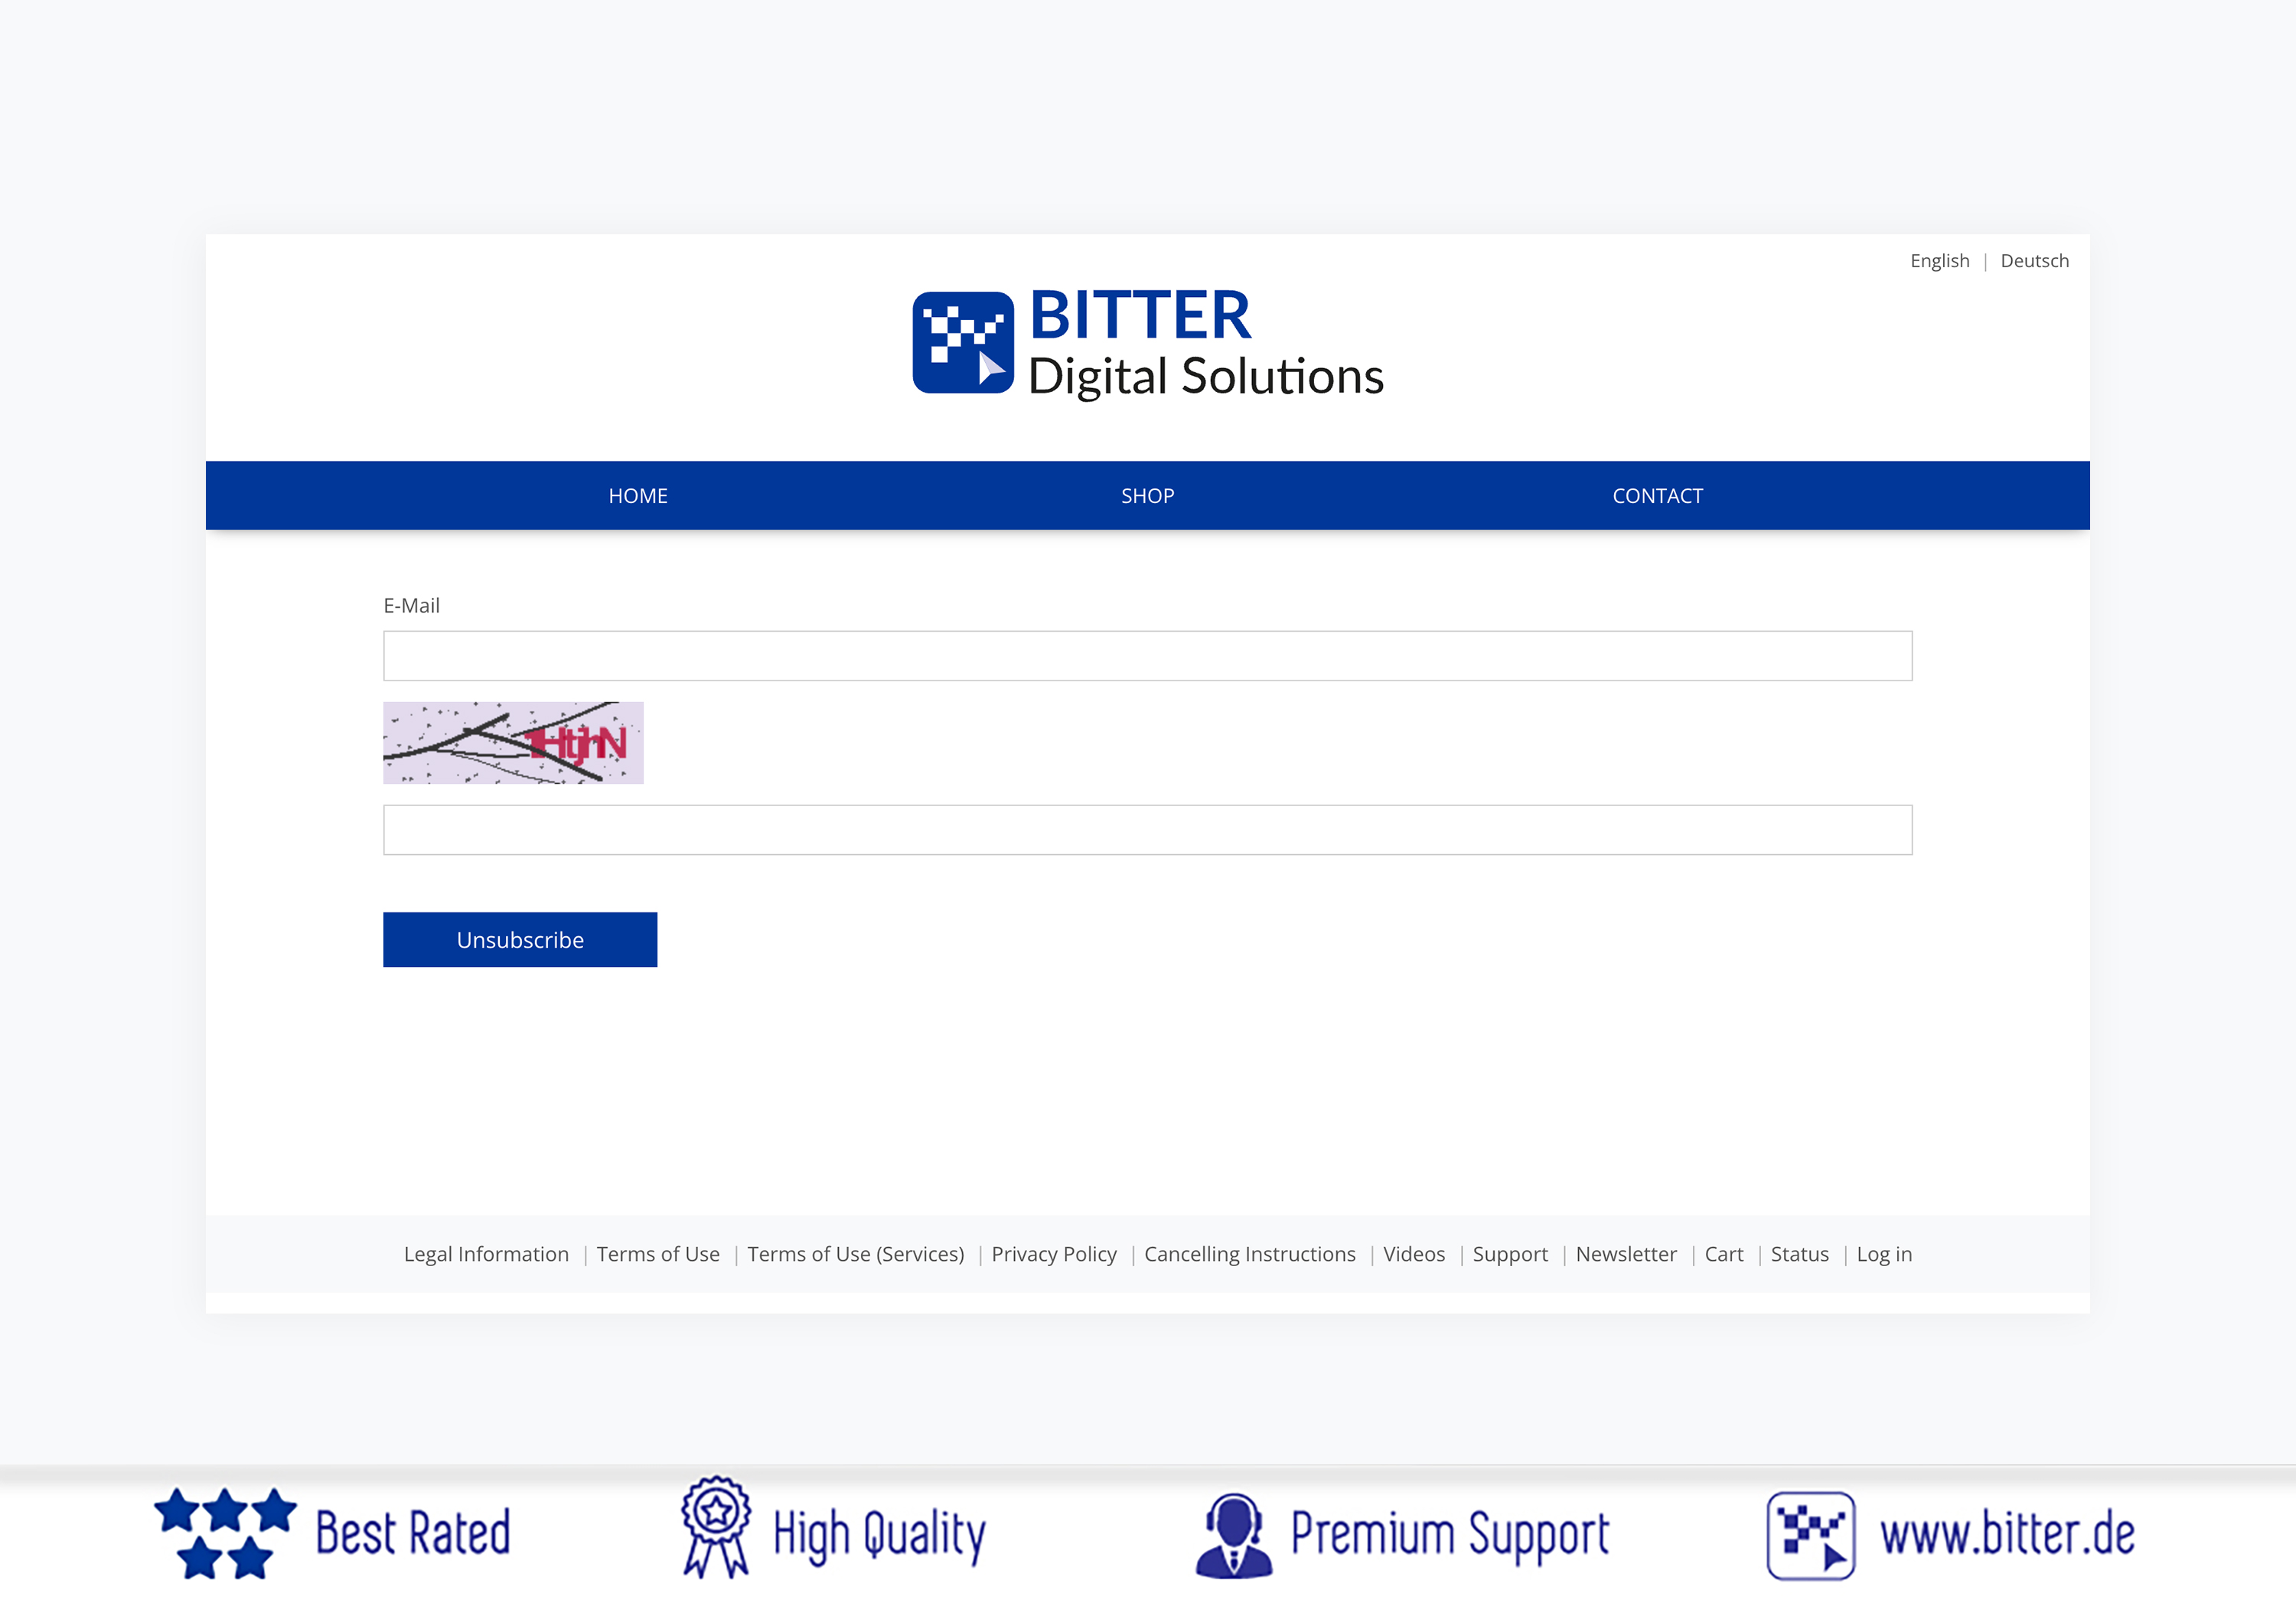 English | Deutsch
BITTER
Digital Solutions
HOME SHOP CONTACT
E-Mail
Unsubscribe
Legal Information | Terms of Use | Terms of Use (Services) | Privacy Policy | Cancelling Instructions | Videos | Support | Newsletter | Cart | Status | Log in
Best Rated High Quality Premium Support www.bitter.de